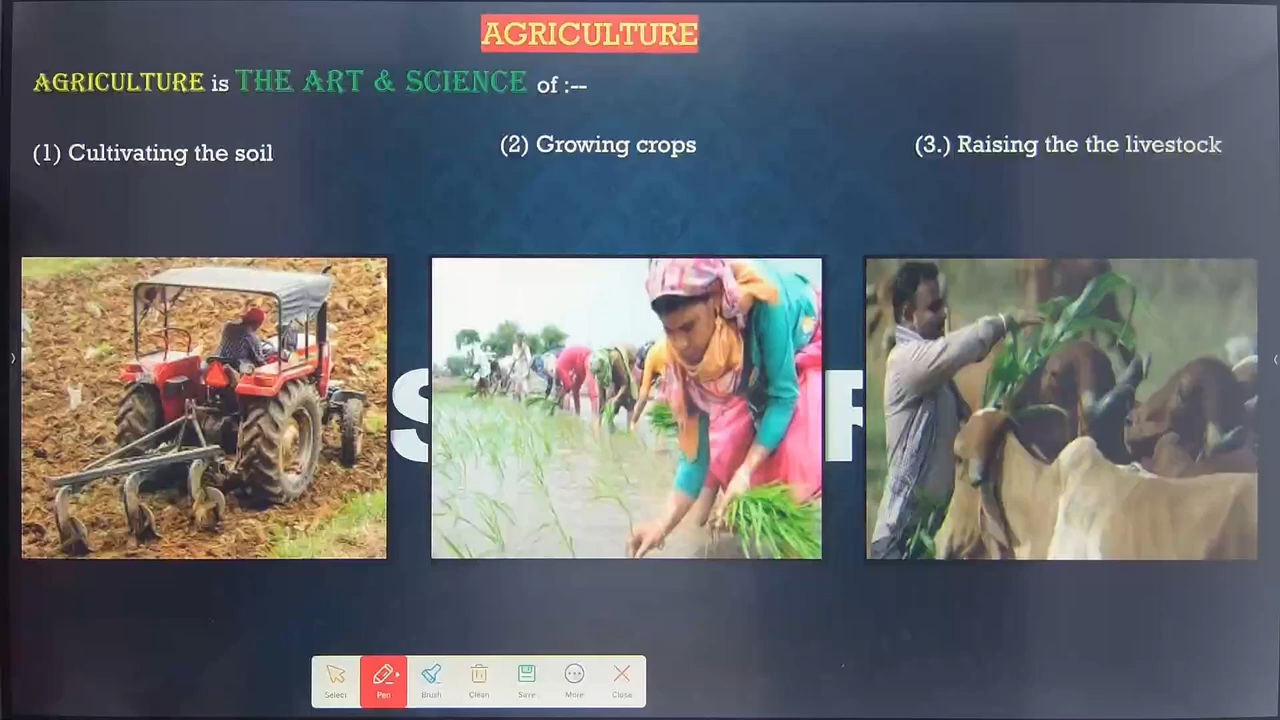 AGRICULTURE
AGRICULTURE is THE ART & SCIENCE of :--
(1) Cultivating the soil
(2) Growing crops
(3.) Raising the the livestock
Select
Pen
Brush
Clean
Save
More
Close